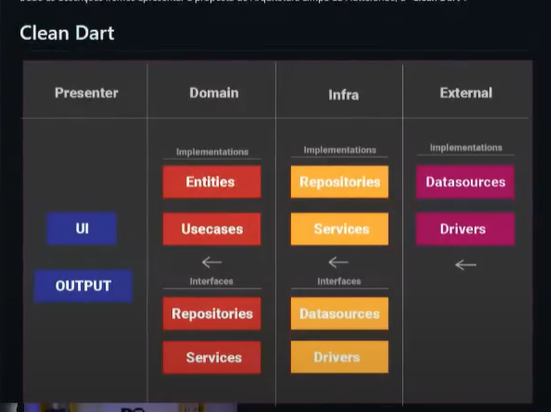 Clean Dart
Presenter
Domain
Infra
External
Implementations
Implementations
Implementations
Entities
Repositories
Datasources
UI
Usecases
Services
Drivers
OUTPUT
Interfaces
Interfaces
Repositories
Datasources
Services
Drivers